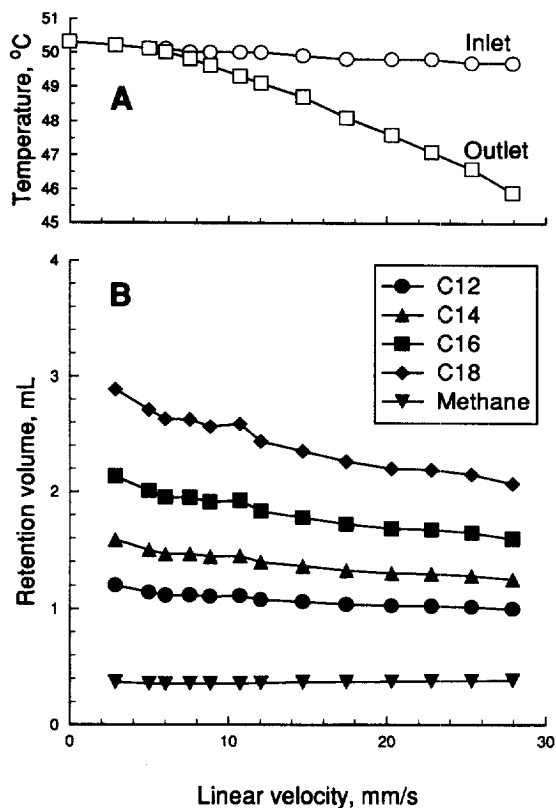 51
50
49
48
47
46
45
Temperature, °C
A
Inlet
Outlet
4
3
2
1
0
Retention volume, mL
B
C12
C14
C16
C18
Methane
0
10
20
30
Linear velocity, mm/s